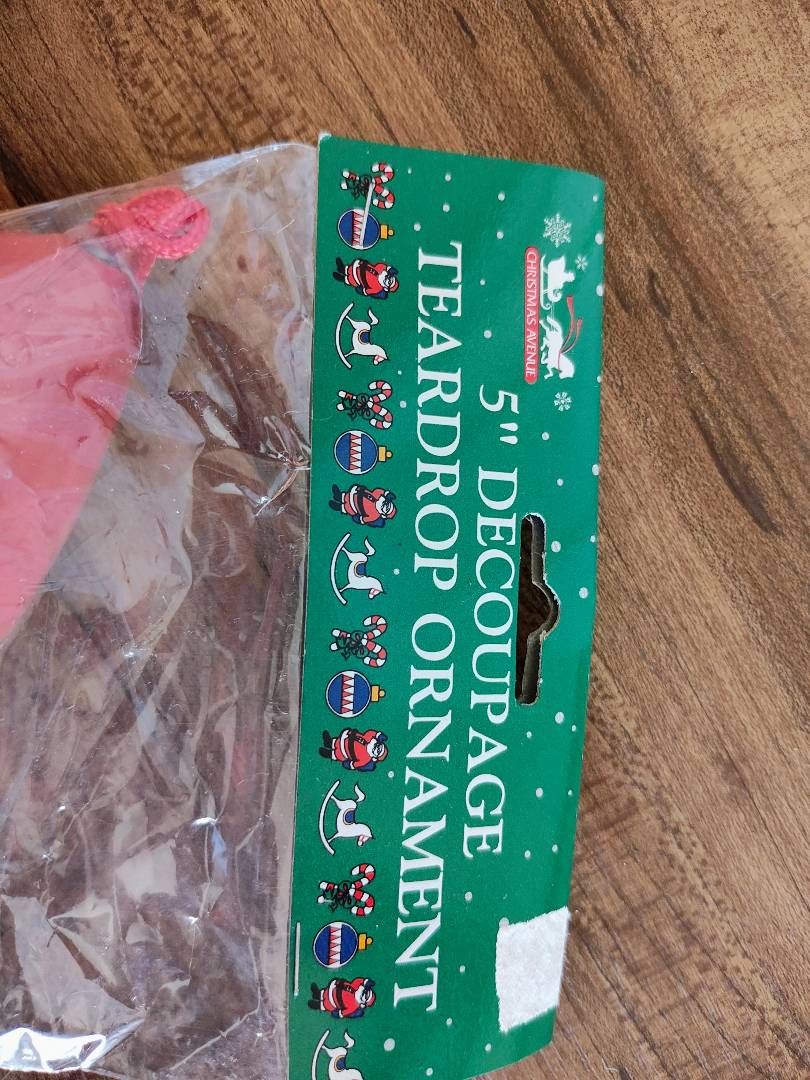 CHRISTMAS AVENUE
5" DECOUPAGE
TEARDROP ORNAMENT